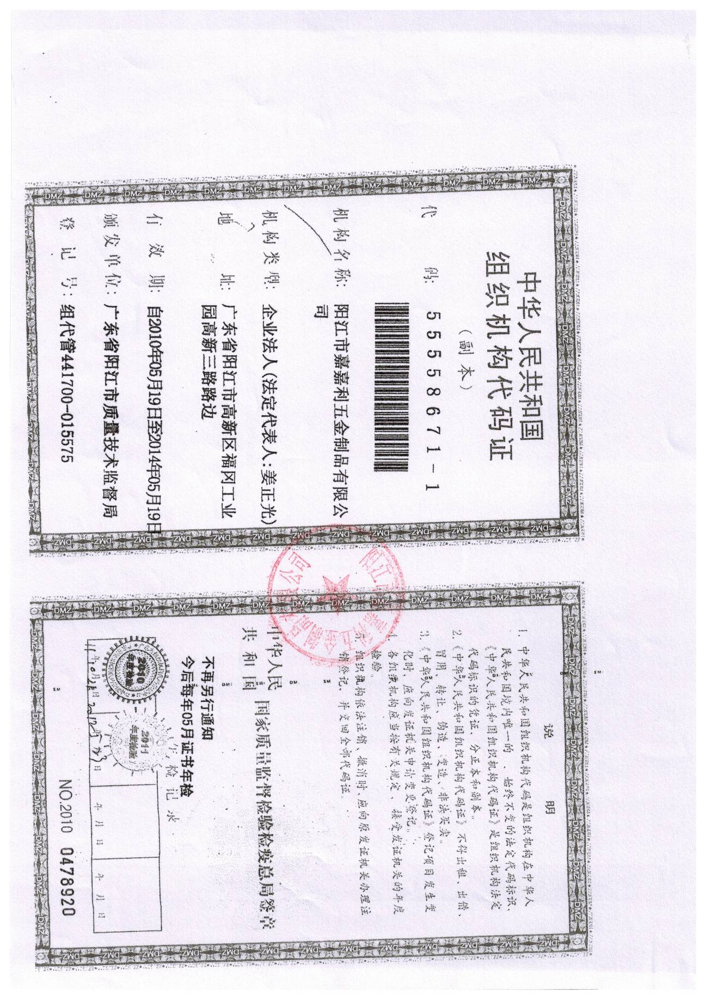 中华人民共和国
组织机构代码证
（副本）
代 码: 55558671-1
机构名称: 阳江市嘉嘉利五金制品有限公
司
机构类型: 企业法人(法定代表人:姜正光)
地 址: 广东省阳江市高新区福冈工业
园高新三路路边
有 效 期: 自2010年05月19日至2014年05月19日
颁发单位: 广东省阳江市质量技术监督局
登 记 号: 组代管441700-015575
说 明
1. 中华人民共和国组织机构代码是组织机构在中华人
民共和国境内唯一的、始终不变的法定代码标识，
《中华人民共和国组织机构代码证》是组织机构法定
代码标识的凭证，分正本和副本。
2.《中华人民共和国组织机构代码证》不得出租、出借、
冒用、转让、伪造、变造、非法买卖。
3.《中华人民共和国组织机构代码证》登记项目发生变
化时，应向发证机关申请变更登记。
4. 各组织机构应当按有关规定，接受发证机关的年度
检验。
5. 组织机构依法注销、撤消时，应向原发证机关办理注
销登记，并交回全部代码证。
中华人民
共和国
国家质量监督检验检疫总局签章
不再另行通知
今后每年05月证书年检
年检记录
2010
年度检验
2011
年度检验
年 月 日
年 月 日
NO.2010 0478920